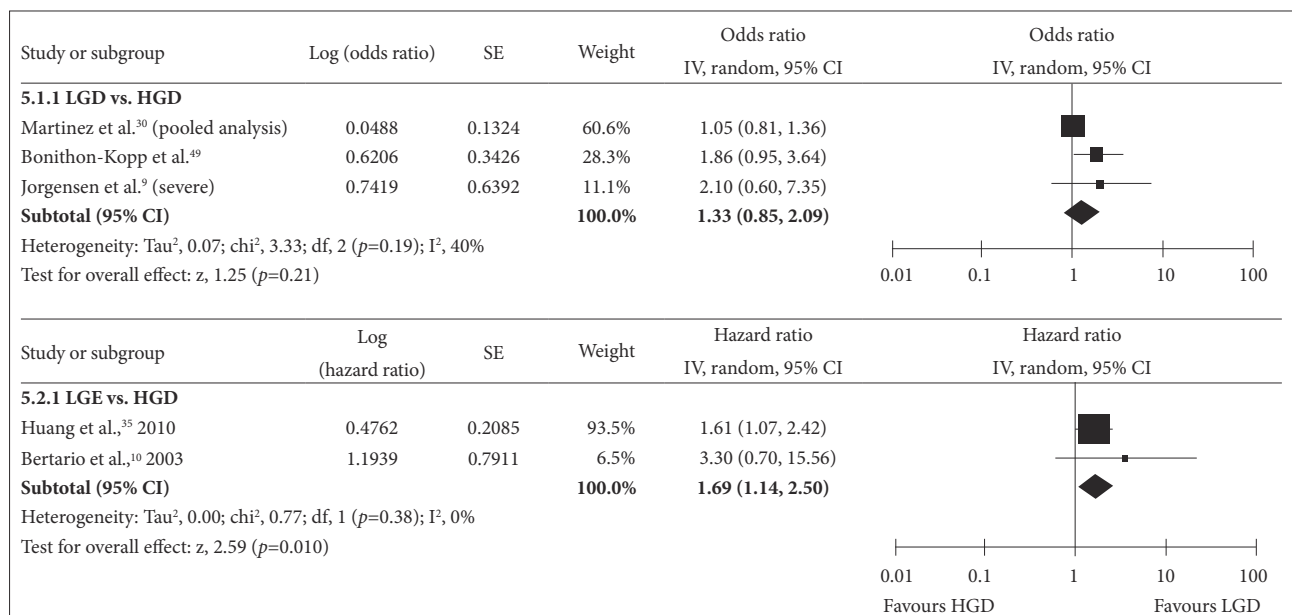 Study or subgroup Log (odds ratio) SE Weight Odds ratio IV, random, 95% CI Odds ratio IV, random, 95% CI
5.1.1 LGD vs. HGD
Martinez et al.³⁰ (pooled analysis) 0.0488 0.1324 60.6% 1.05 (0.81, 1.36)
Bonithon-Kopp et al.⁴⁹ 0.6206 0.3426 28.3% 1.86 (0.95, 3.64)
Jorgensen et al.⁹ (severe) 0.7419 0.6392 11.1% 2.10 (0.60, 7.35)
Subtotal (95% CI) 100.0% 1.33 (0.85, 2.09)
Heterogeneity: Tau², 0.07; chi², 3.33; df, 2 (p=0.19); I², 40%
Test for overall effect: z, 1.25 (p=0.21)
0.01 0.1 1 10 100
Study or subgroup Log (hazard ratio) SE Weight Hazard ratio IV, random, 95% CI Hazard ratio IV, random, 95% CI
5.2.1 LGE vs. HGD
Huang et al.,³⁵ 2010 0.4762 0.2085 93.5% 1.61 (1.07, 2.42)
Bertario et al.,¹⁰ 2003 1.1939 0.7911 6.5% 3.30 (0.70, 15.56)
Subtotal (95% CI) 100.0% 1.69 (1.14, 2.50)
Heterogeneity: Tau², 0.00; chi², 0.77; df, 1 (p=0.38); I², 0%
Test for overall effect: z, 2.59 (p=0.010)
0.01 0.1 1 10 100
Favours HGD Favours LGD